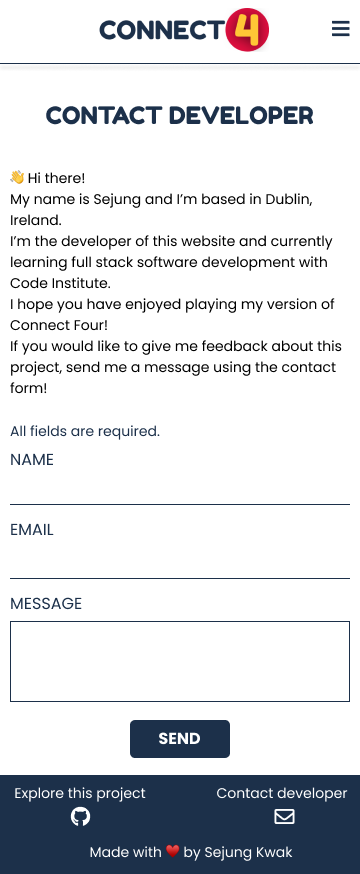 CONNECT4
CONTACT DEVELOPER
👋 Hi there!
My name is Sejung and I’m based in Dublin,
Ireland.
I’m the developer of this website and currently
learning full stack software development with
Code Institute.
I hope you have enjoyed playing my version of
Connect Four!
If you would like to give me feedback about this
project, send me a message using the contact
form!
All fields are required.
NAME
EMAIL
MESSAGE
SEND
Explore this project
Contact developer
Made with ❤️ by Sejung Kwak